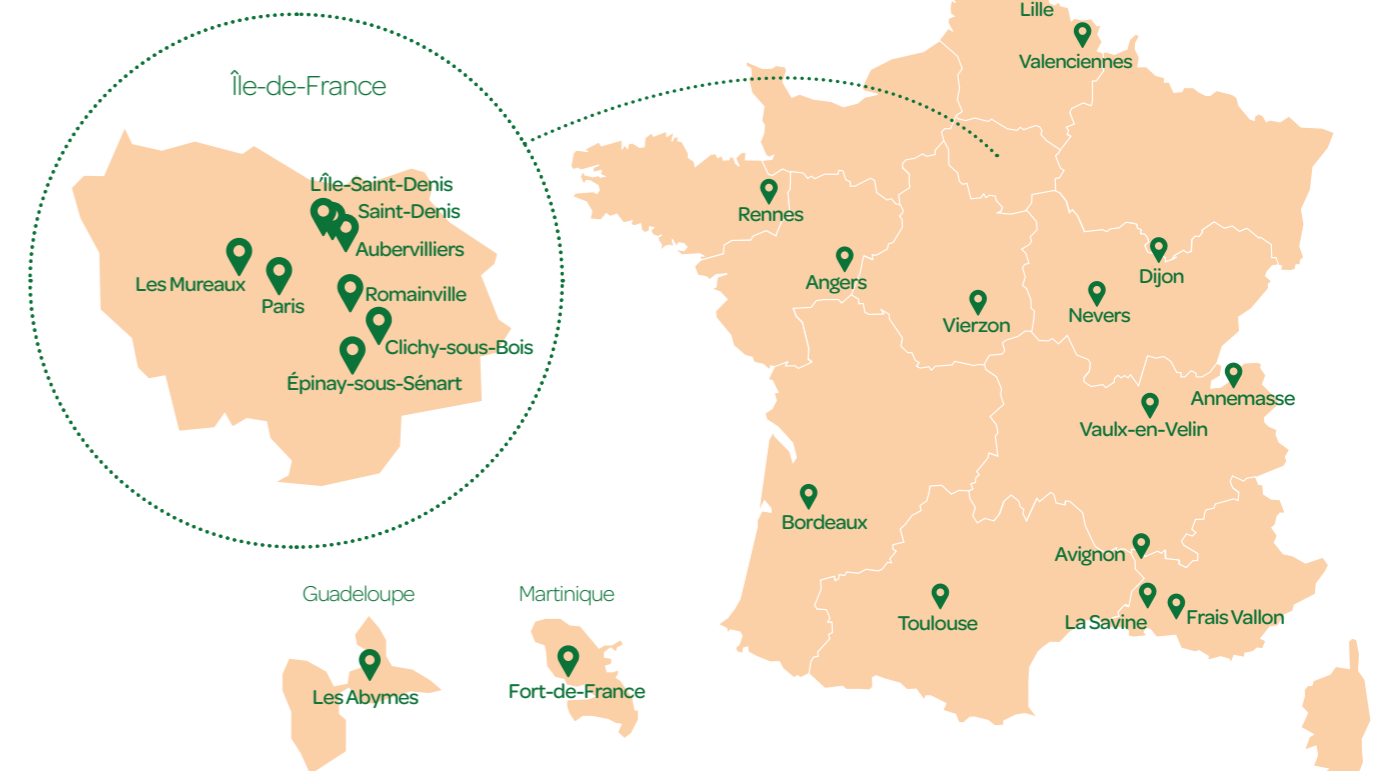 Île-de-France
L'Île-Saint-Denis
Saint-Denis
Aubervilliers
Les Mureaux
Paris
Romainville
Clichy-sous-Bois
Épinay-sous-Sénart
Lille
Valenciennes
Rennes
Angers
Vierzon
Dijon
Nevers
Annemasse
Vaulx-en-Velin
Bordeaux
Avignon
Toulouse
La Savine
Frais Vallon
Guadeloupe
Les Abymes
Martinique
Fort-de-France